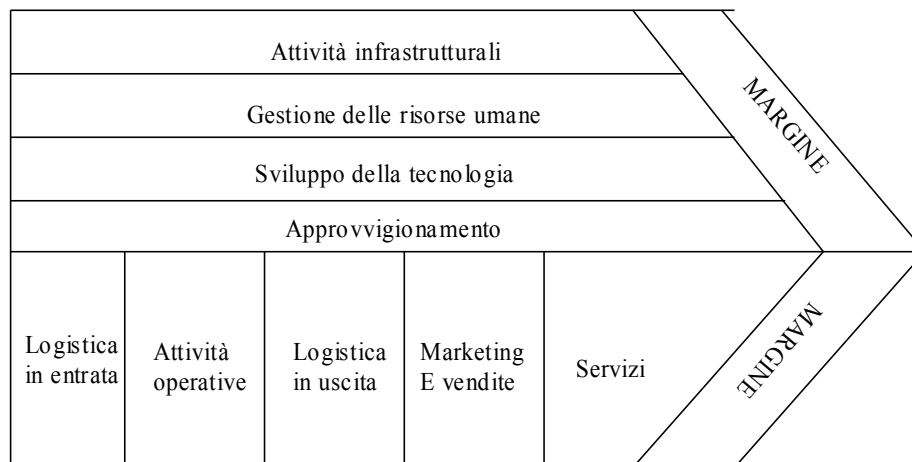 Attività infrastrutturali
Gestione delle risorse umane
Sviluppo della tecnologia
Approvvigionamento
MARGINE
Logistica
in entrata
Attività
operative
Logistica
in uscita
Marketing
E vendite
Servizi
MARGINE